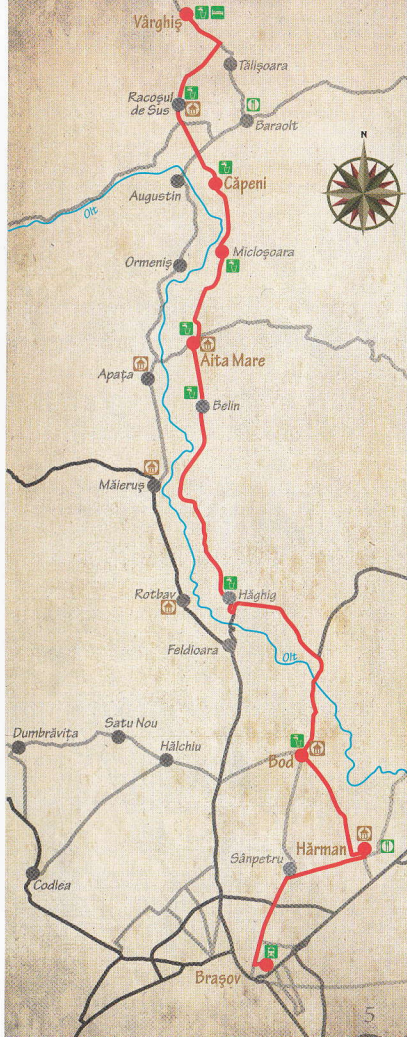 Vârghiș
Tălișoara
Racoșul
de Sus
Baraolt
N
Căpeni
Augustin
Olt
Micloșoara
Ormeniș
Aita Mare
Apața
Belin
Măieruș
Hăghig
Rotbav
Feldioara
Olt
Satu Nou
Dumbrăvița
Hălchiu
Bod
Hărman
Sânpetru
Codlea
Brașov
5